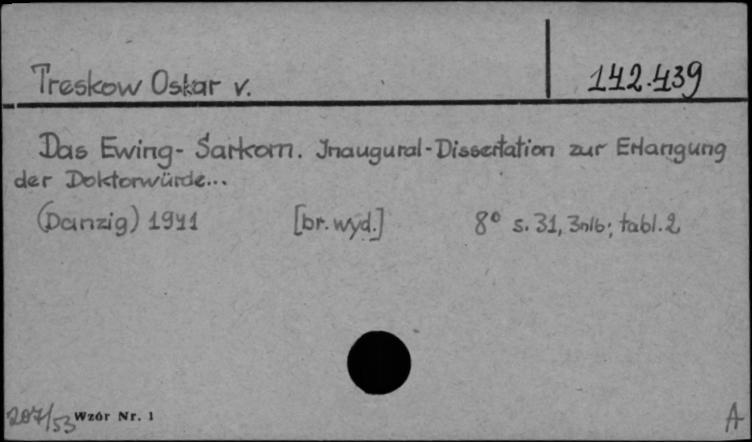 Treskow Oskar v.
142.439
Das Ewing-Sarkom. Inaugural-Dissertation zur Erlangung
der Doktorwürde...
(Danzig) 1941 [br. wyd.] 8° s. 31, 3nlb; tabl. 2
207/53 Wzór Nr. 1
A